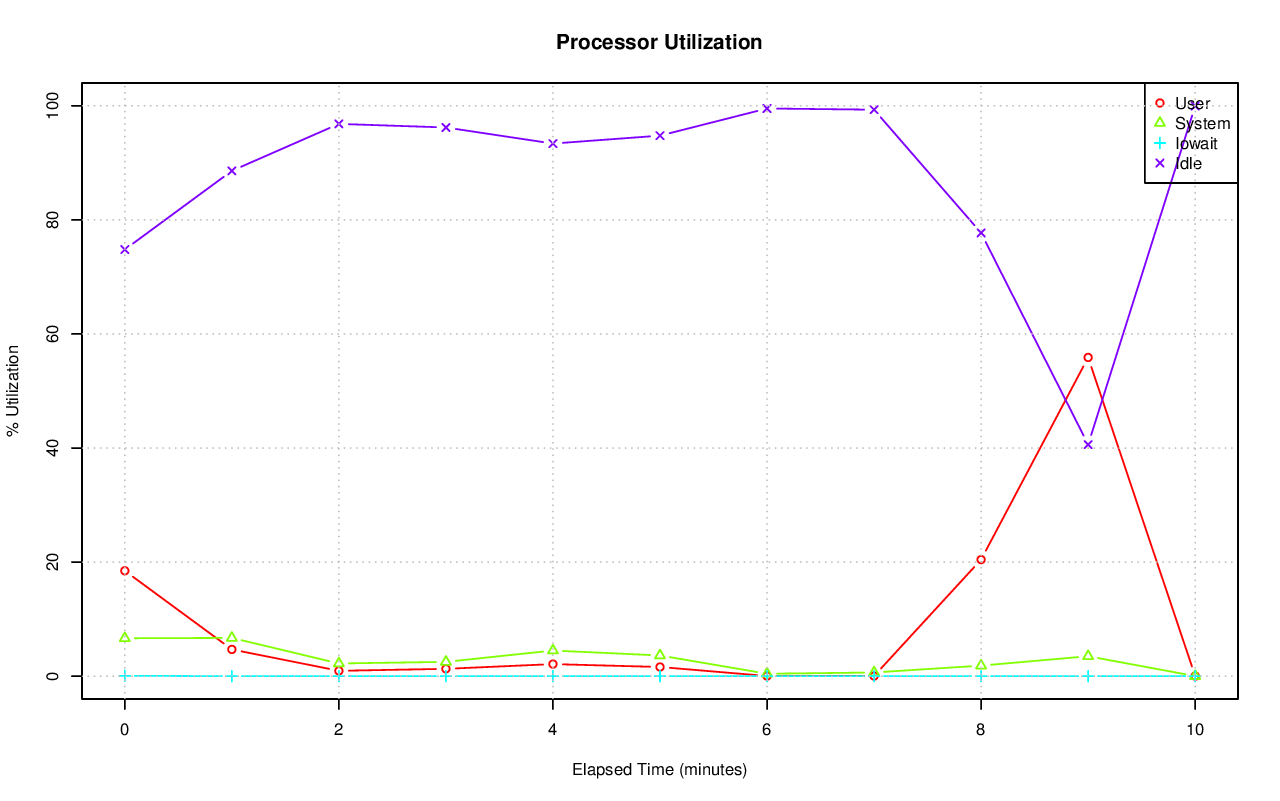 Processor Utilization
% Utilization
100
80
60
40
20
0
User
System
Iowait
Idle
0 2 4 6 8 10
Elapsed Time (minutes)